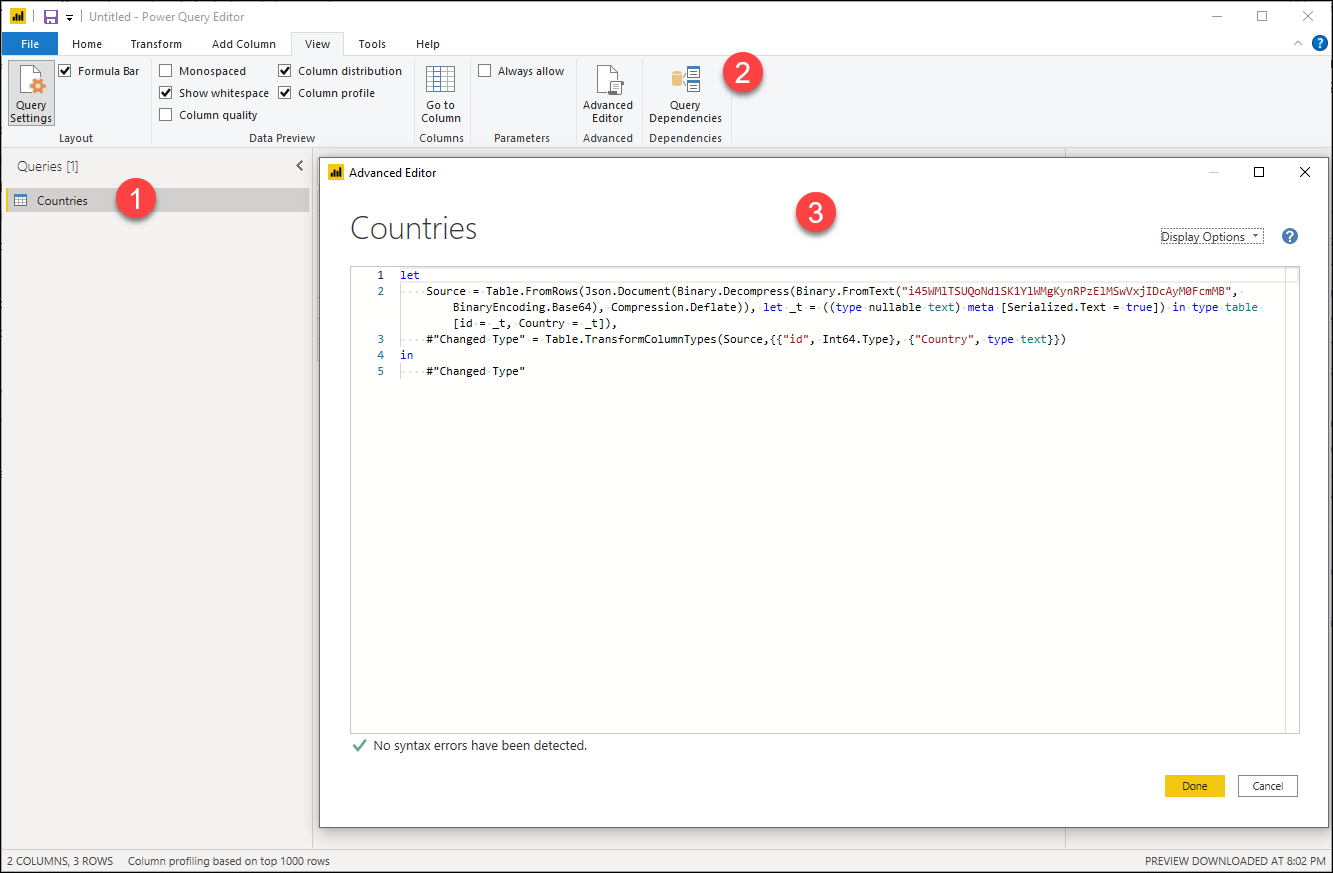 Untitled - Power Query Editor
File Home Transform Add Column View Tools Help
Query Settings
Formula Bar
Layout
Monospaced
Show whitespace
Column quality
Column distribution
Column profile
Data Preview
Go to Column
Columns
Always allow
Parameters
Advanced Editor
Advanced
Query Dependencies
Dependencies
2
Queries [1]
Countries
1
Advanced Editor
3
Countries
Display Options
?
1 let
2 Source = Table.FromRows(Json.Document(Binary.Decompress(Binary.FromText("i45WMlTSUQoNdlSK1YlWMgKynRPzElMSwVxjIDcAyM0FcmMB",
BinaryEncoding.Base64), Compression.Deflate)), let _t = ((type nullable text) meta [Serialized.Text = true]) in type table
[id = _t, Country = _t]),
3 #"Changed Type" = Table.TransformColumnTypes(Source,{{"id", Int64.Type}, {"Country", type text}})
4 in
5 #"Changed Type"
No syntax errors have been detected.
Done Cancel
2 COLUMNS, 3 ROWS Column profiling based on top 1000 rows PREVIEW DOWNLOADED AT 8:02 PM